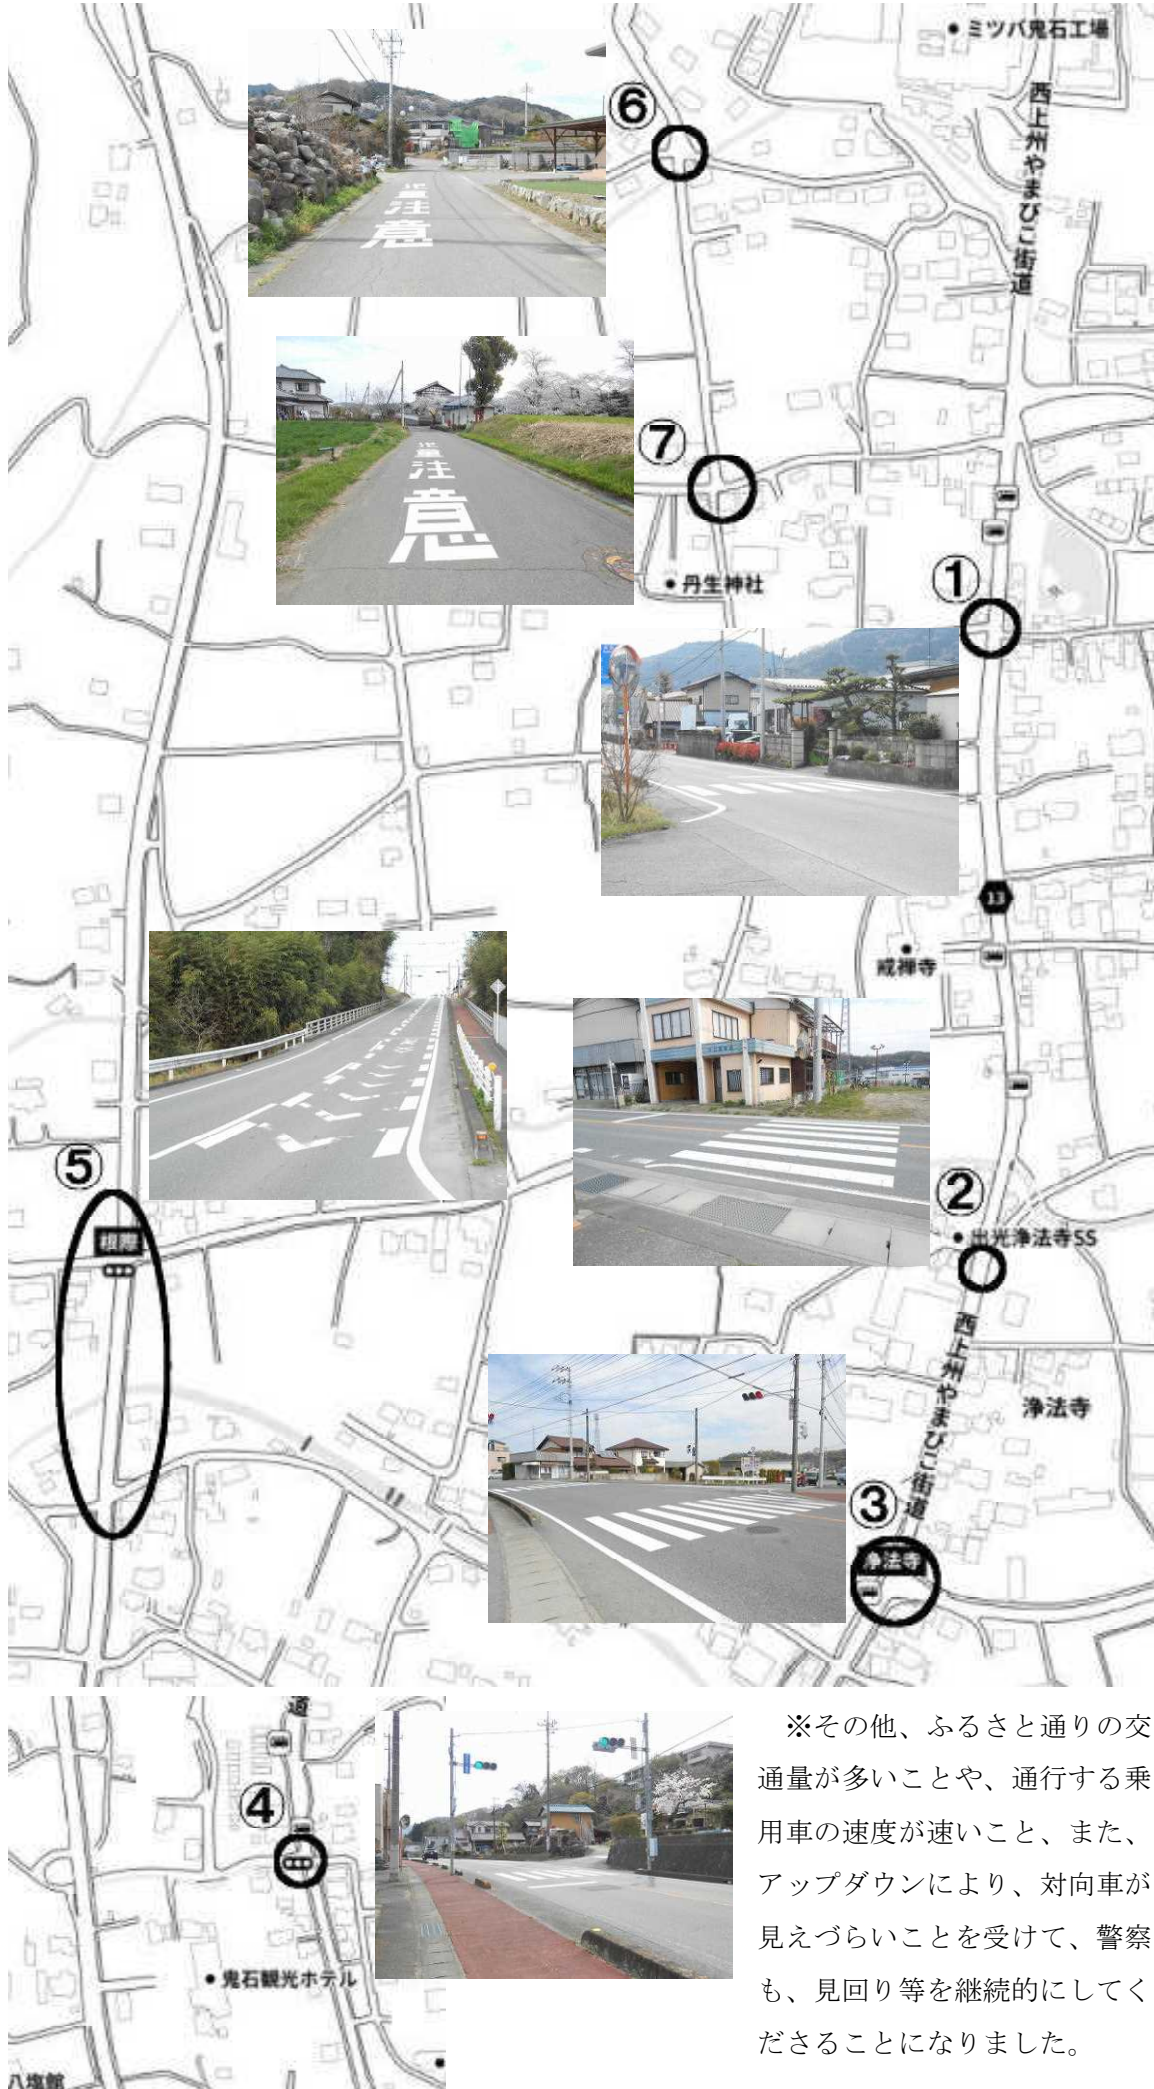 ミツバ鬼石工場
⑥
西上州やまびこ街道
注意
⑦
注意
丹生神社
①
13
戒禅寺
⑤
根際
②
出光浄法寺SS
西上州やまびこ街道
浄法寺
③
浄法寺
道
④
鬼石観光ホテル
八塩館
※その他、ふるさと通りの交
通量が多いことや、通行する乗
用車の速度が速いこと、また、
アップダウンにより、対向車が
見えづらいことを受けて、警察
も、見回り等を継続的にしてく
ださることになりました。